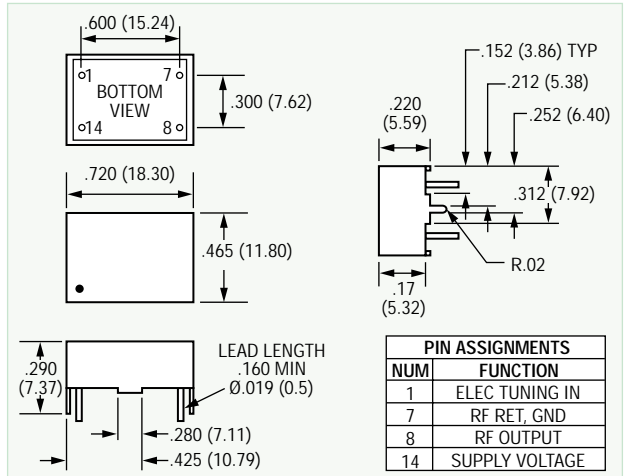 .600 (15.24)
1 7
BOTTOM
VIEW
14 8
.300 (7.62)
.720 (18.30)
.465 (11.80)
.290
(7.37)
LEAD LENGTH
.160 MIN
Ø.019 (0.5)
.280 (7.11)
.425 (10.79)
.152 (3.86) TYP
.212 (5.38)
.252 (6.40)
.220
(5.59)
.312 (7.92)
R.02
.17
(5.32)
PIN ASSIGNMENTS
NUM FUNCTION
1 ELEC TUNING IN
7 RF RET, GND
8 RF OUTPUT
14 SUPPLY VOLTAGE